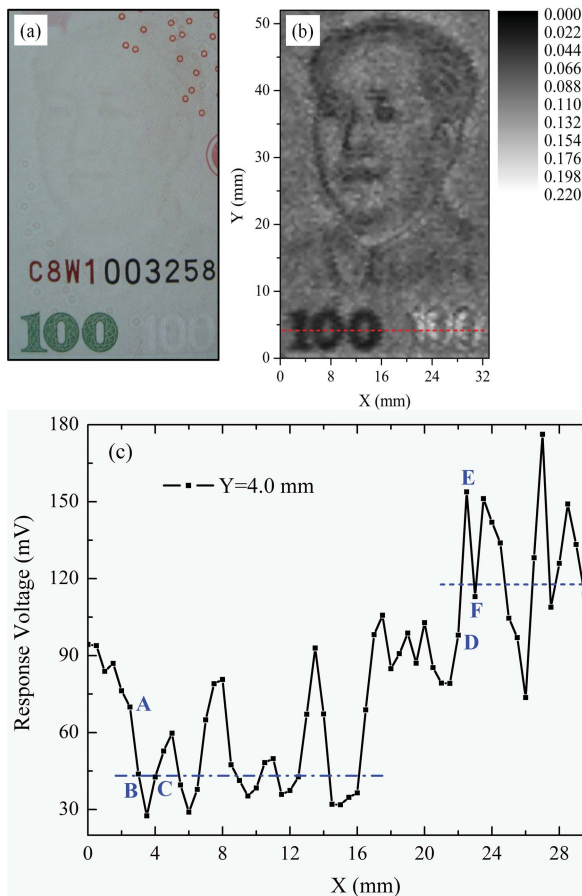 (a)
C8W1003258
100 100
(b)
0.000
0.022
0.044
0.066
0.088
0.110
0.132
0.154
0.176
0.198
0.220
50
40
30
20
10
0
Y (mm)
0 8 16 24 32
X (mm)
100 100
(c)
Y=4.0 mm
180
150
120
90
60
30
Response Voltage (mV)
A
B
C
D
E
F
0 4 8 12 16 20 24 28
X (mm)